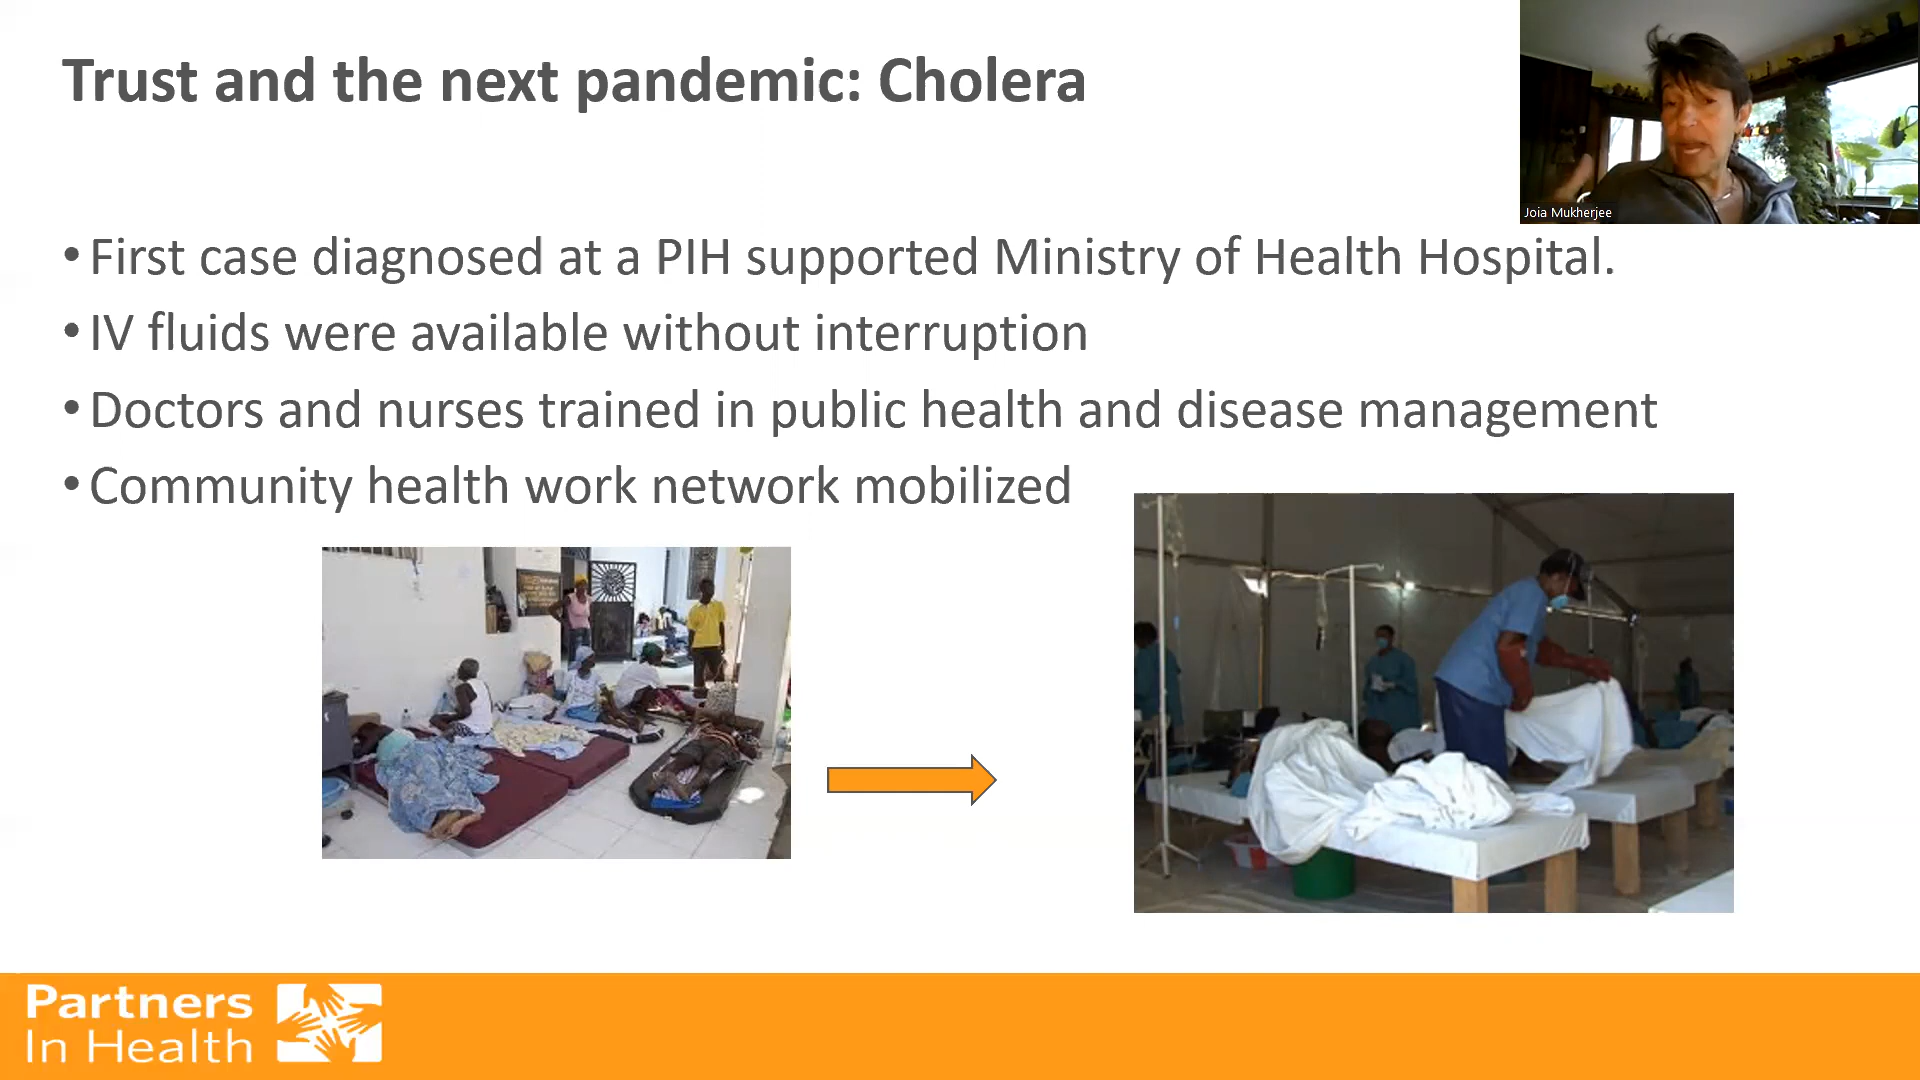 Trust and the next pandemic: Cholera
Joia Mukherjee
• First case diagnosed at a PIH supported Ministry of Health Hospital.
• IV fluids were available without interruption
• Doctors and nurses trained in public health and disease management
• Community health work network mobilized
Partners
In Health